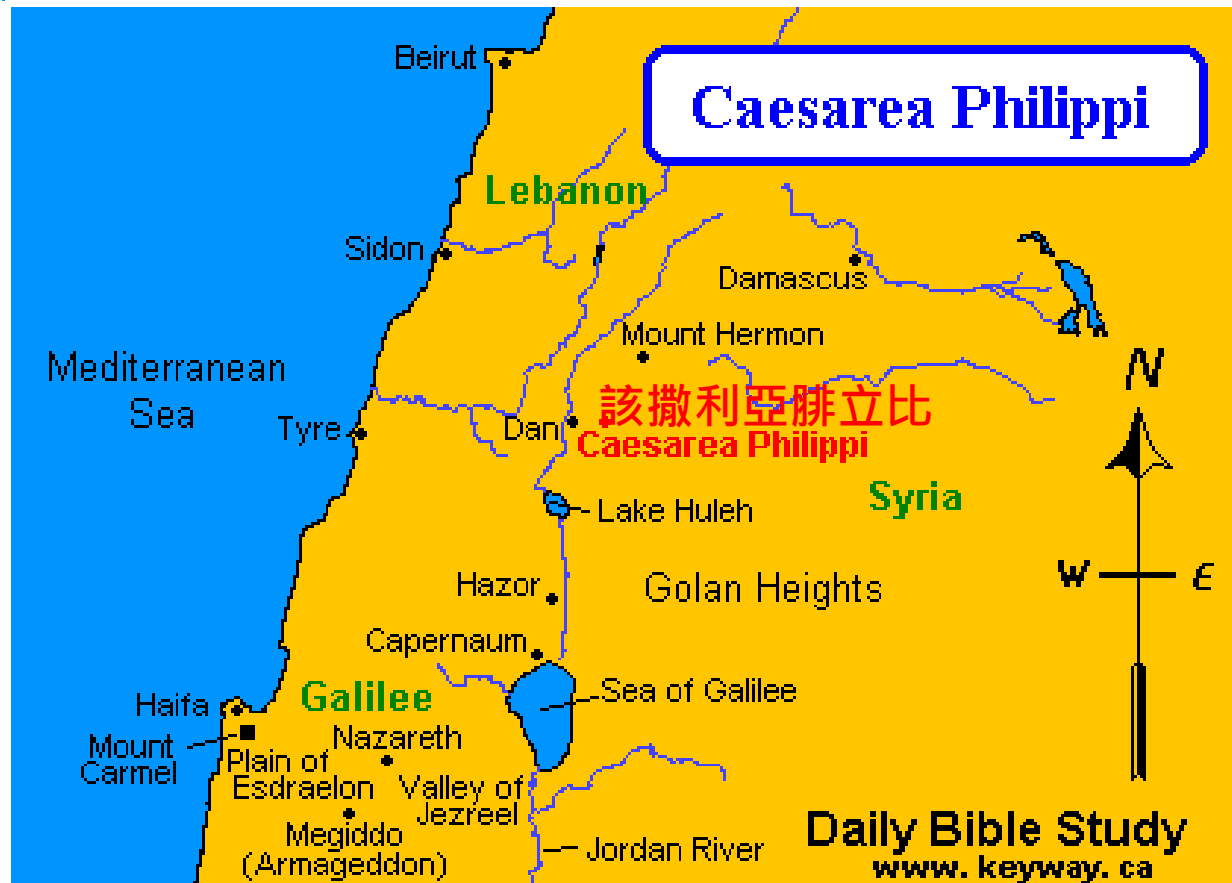 Beirut
Caesarea Philippi
Lebanon
Sidon
Damascus
Mount Hermon
Mediterranean
Sea
該撒利亞腓立比
Tyre
Dan
Caesarea Philippi
Syria
Lake Huleh
N
W
E
Hazor
Golan Heights
Capernaum
Sea of Galilee
Galilee
Haifa
Mount
Carmel
Nazareth
Plain of
Esdraelon
Valley of
Jezreel
Megiddo
(Armageddon)
Jordan River
Daily Bible Study
www.keyway.ca